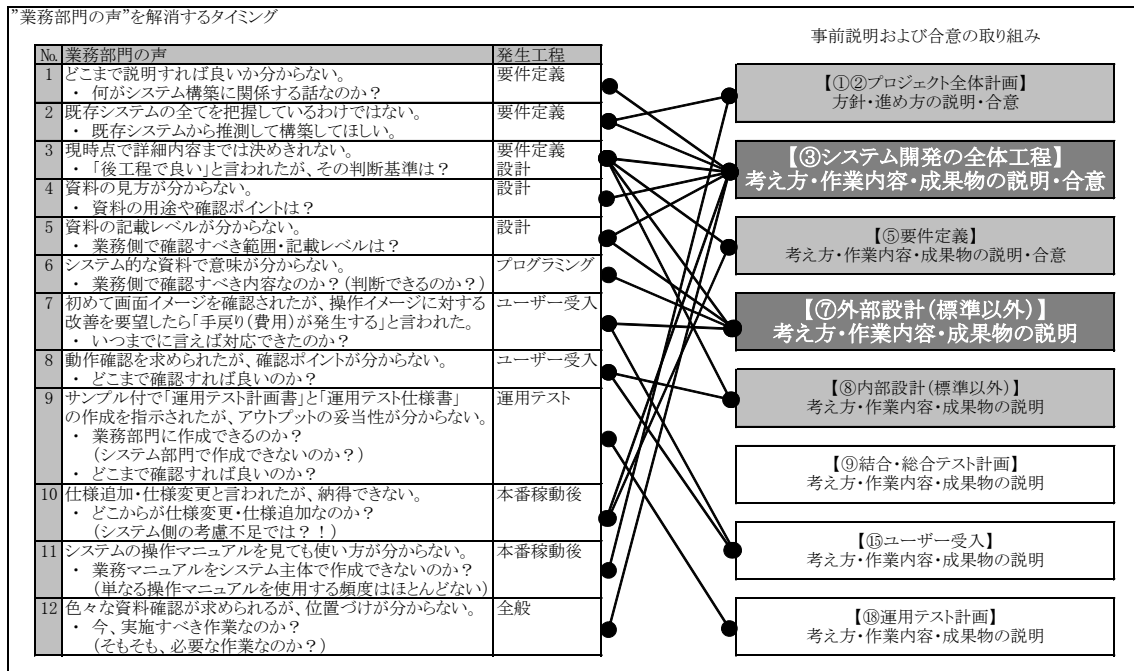 ”業務部門の声”を解消するタイミング
事前説明および合意の取り組み
№ 業務部門の声 発生工程
1 どこまで説明すれば良いか分からない。 要件定義
・ 何がシステム構築に関係する話なのか？
2 既存システムの全てを把握しているわけではない。 要件定義
・ 既存システムから推測して構築してほしい。
3 現時点で詳細内容までは決めきれない。 要件定義
・ 「後工程で良い」と言われたが、その判断基準は？ 設計
4 資料の見方が分からない。 設計
・ 資料の用途や確認ポイントは？
5 資料の記載レベルが分からない。 設計
・ 業務側で確認すべき範囲・記載レベルは？
6 システム的な資料で意味が分からない。 プログラミング
・ 業務側で確認すべき内容なのか？（判断できるのか？）
7 初めて画面イメージを確認されたが、操作イメージに対する ユーザー受入
改善を要望したら「手戻り（費用）が発生する」と言われた。
・ いつまでに言えば対応できたのか？
8 動作確認を求められたが、確認ポイントが分からない。 ユーザー受入
・ どこまで確認すれば良いのか？
9 サンプル付で「運用テスト計画書」と「運用テスト仕様書」 運用テスト
の作成を指示されたが、アウトプットの妥当性が分からない。
・ 業務部門に作成できるのか？
（システム部門で作成できないのか？）
・ どこまで確認すれば良いのか？
10 仕様追加・仕様変更と言われたが、納得できない。 本番稼動後
・ どこからが仕様変更・仕様追加なのか？
（システム側の考慮不足では？！）
11 システムの操作マニュアルを見ても使い方が分からない。 本番稼動後
・ 業務マニュアルをシステム主体で作成できないのか？
（単なる操作マニュアルを使用する頻度はほとんどない）
12 色々な資料確認が求められるが、位置づけが分からない。 全般
・ 今、実施すべき作業なのか？
（そもそも、必要な作業なのか？）
【①②プロジェクト全体計画】
方針・進め方の説明・合意
【③システム開発の全体工程】
考え方・作業内容・成果物の説明・合意
【⑤要件定義】
考え方・作業内容・成果物の説明・合意
【⑦外部設計（標準以外）】
考え方・作業内容・成果物の説明
【⑧内部設計（標準以外）】
考え方・作業内容・成果物の説明
【⑨結合・総合テスト計画】
考え方・作業内容・成果物の説明
【⑮ユーザー受入】
考え方・作業内容・成果物の説明
【⑱運用テスト計画】
考え方・作業内容・成果物の説明